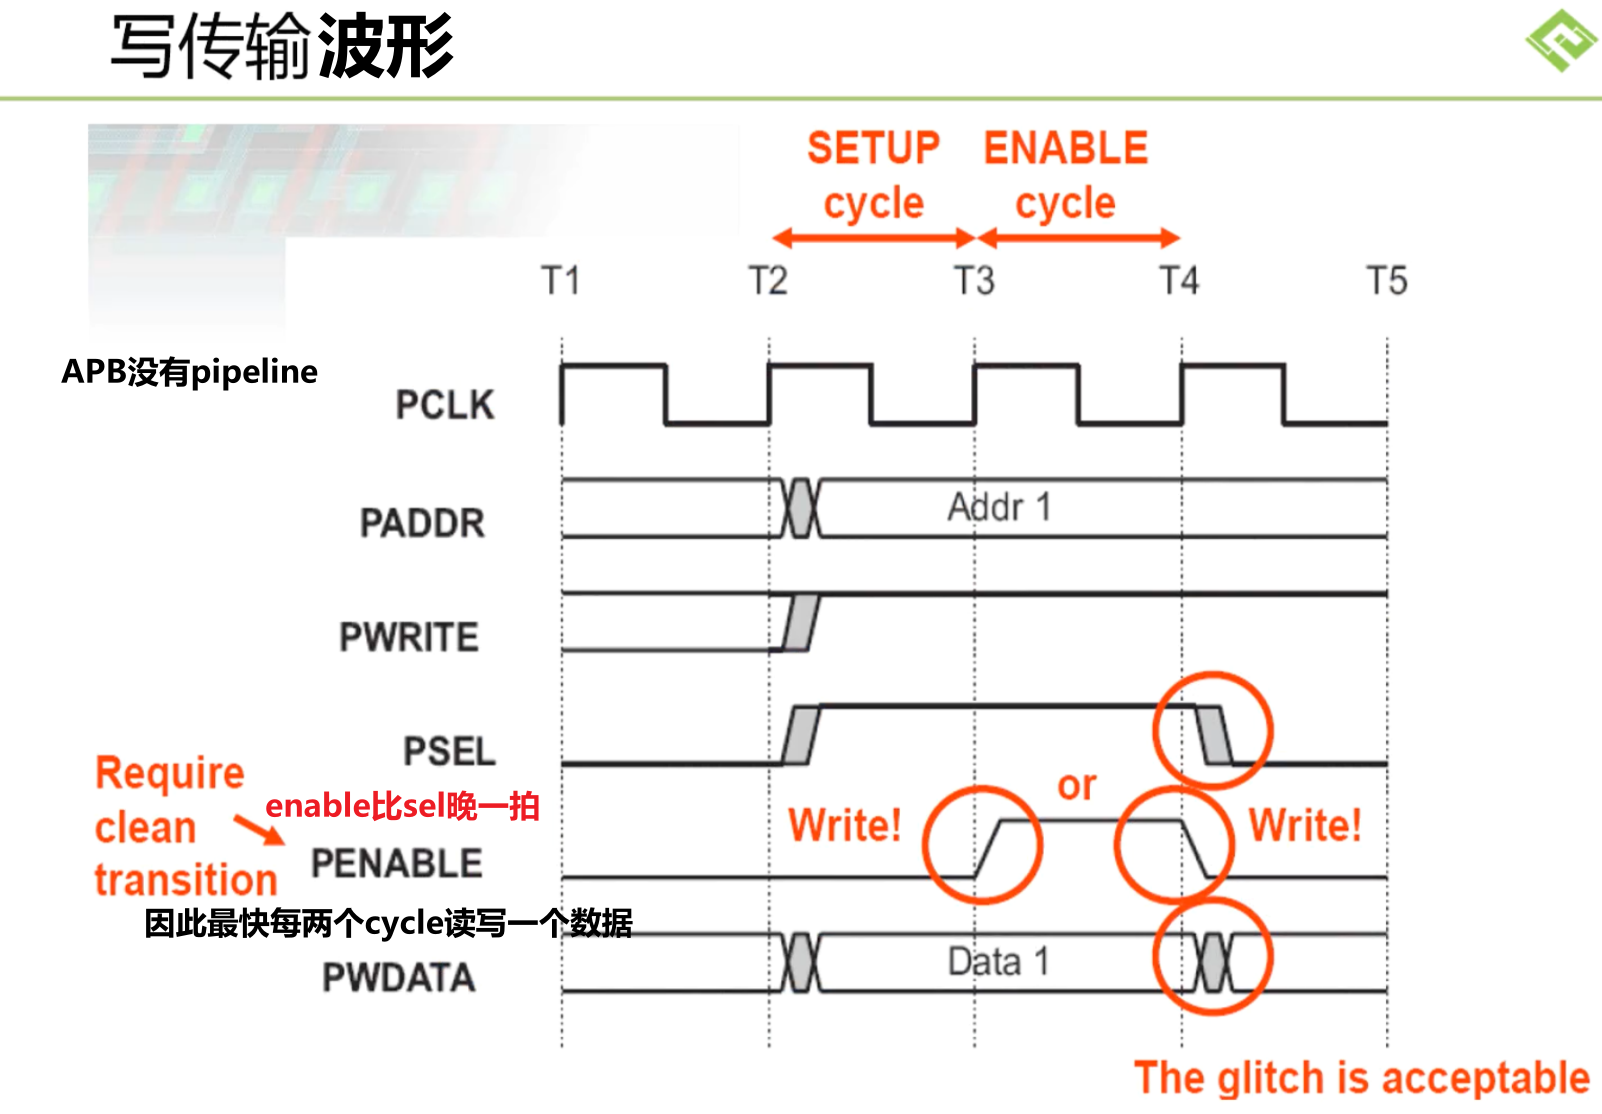 写传输波形
SETUP
cycle
ENABLE
cycle
T1 T2 T3 T4 T5
APB没有pipeline
PCLK
PADDR
Addr 1
PWRITE
PSEL
Require
clean
transition
enable比sel晚一拍
Write!
or
Write!
PENABLE
因此最快每两个cycle读写一个数据
PWDATA
Data 1
The glitch is acceptable